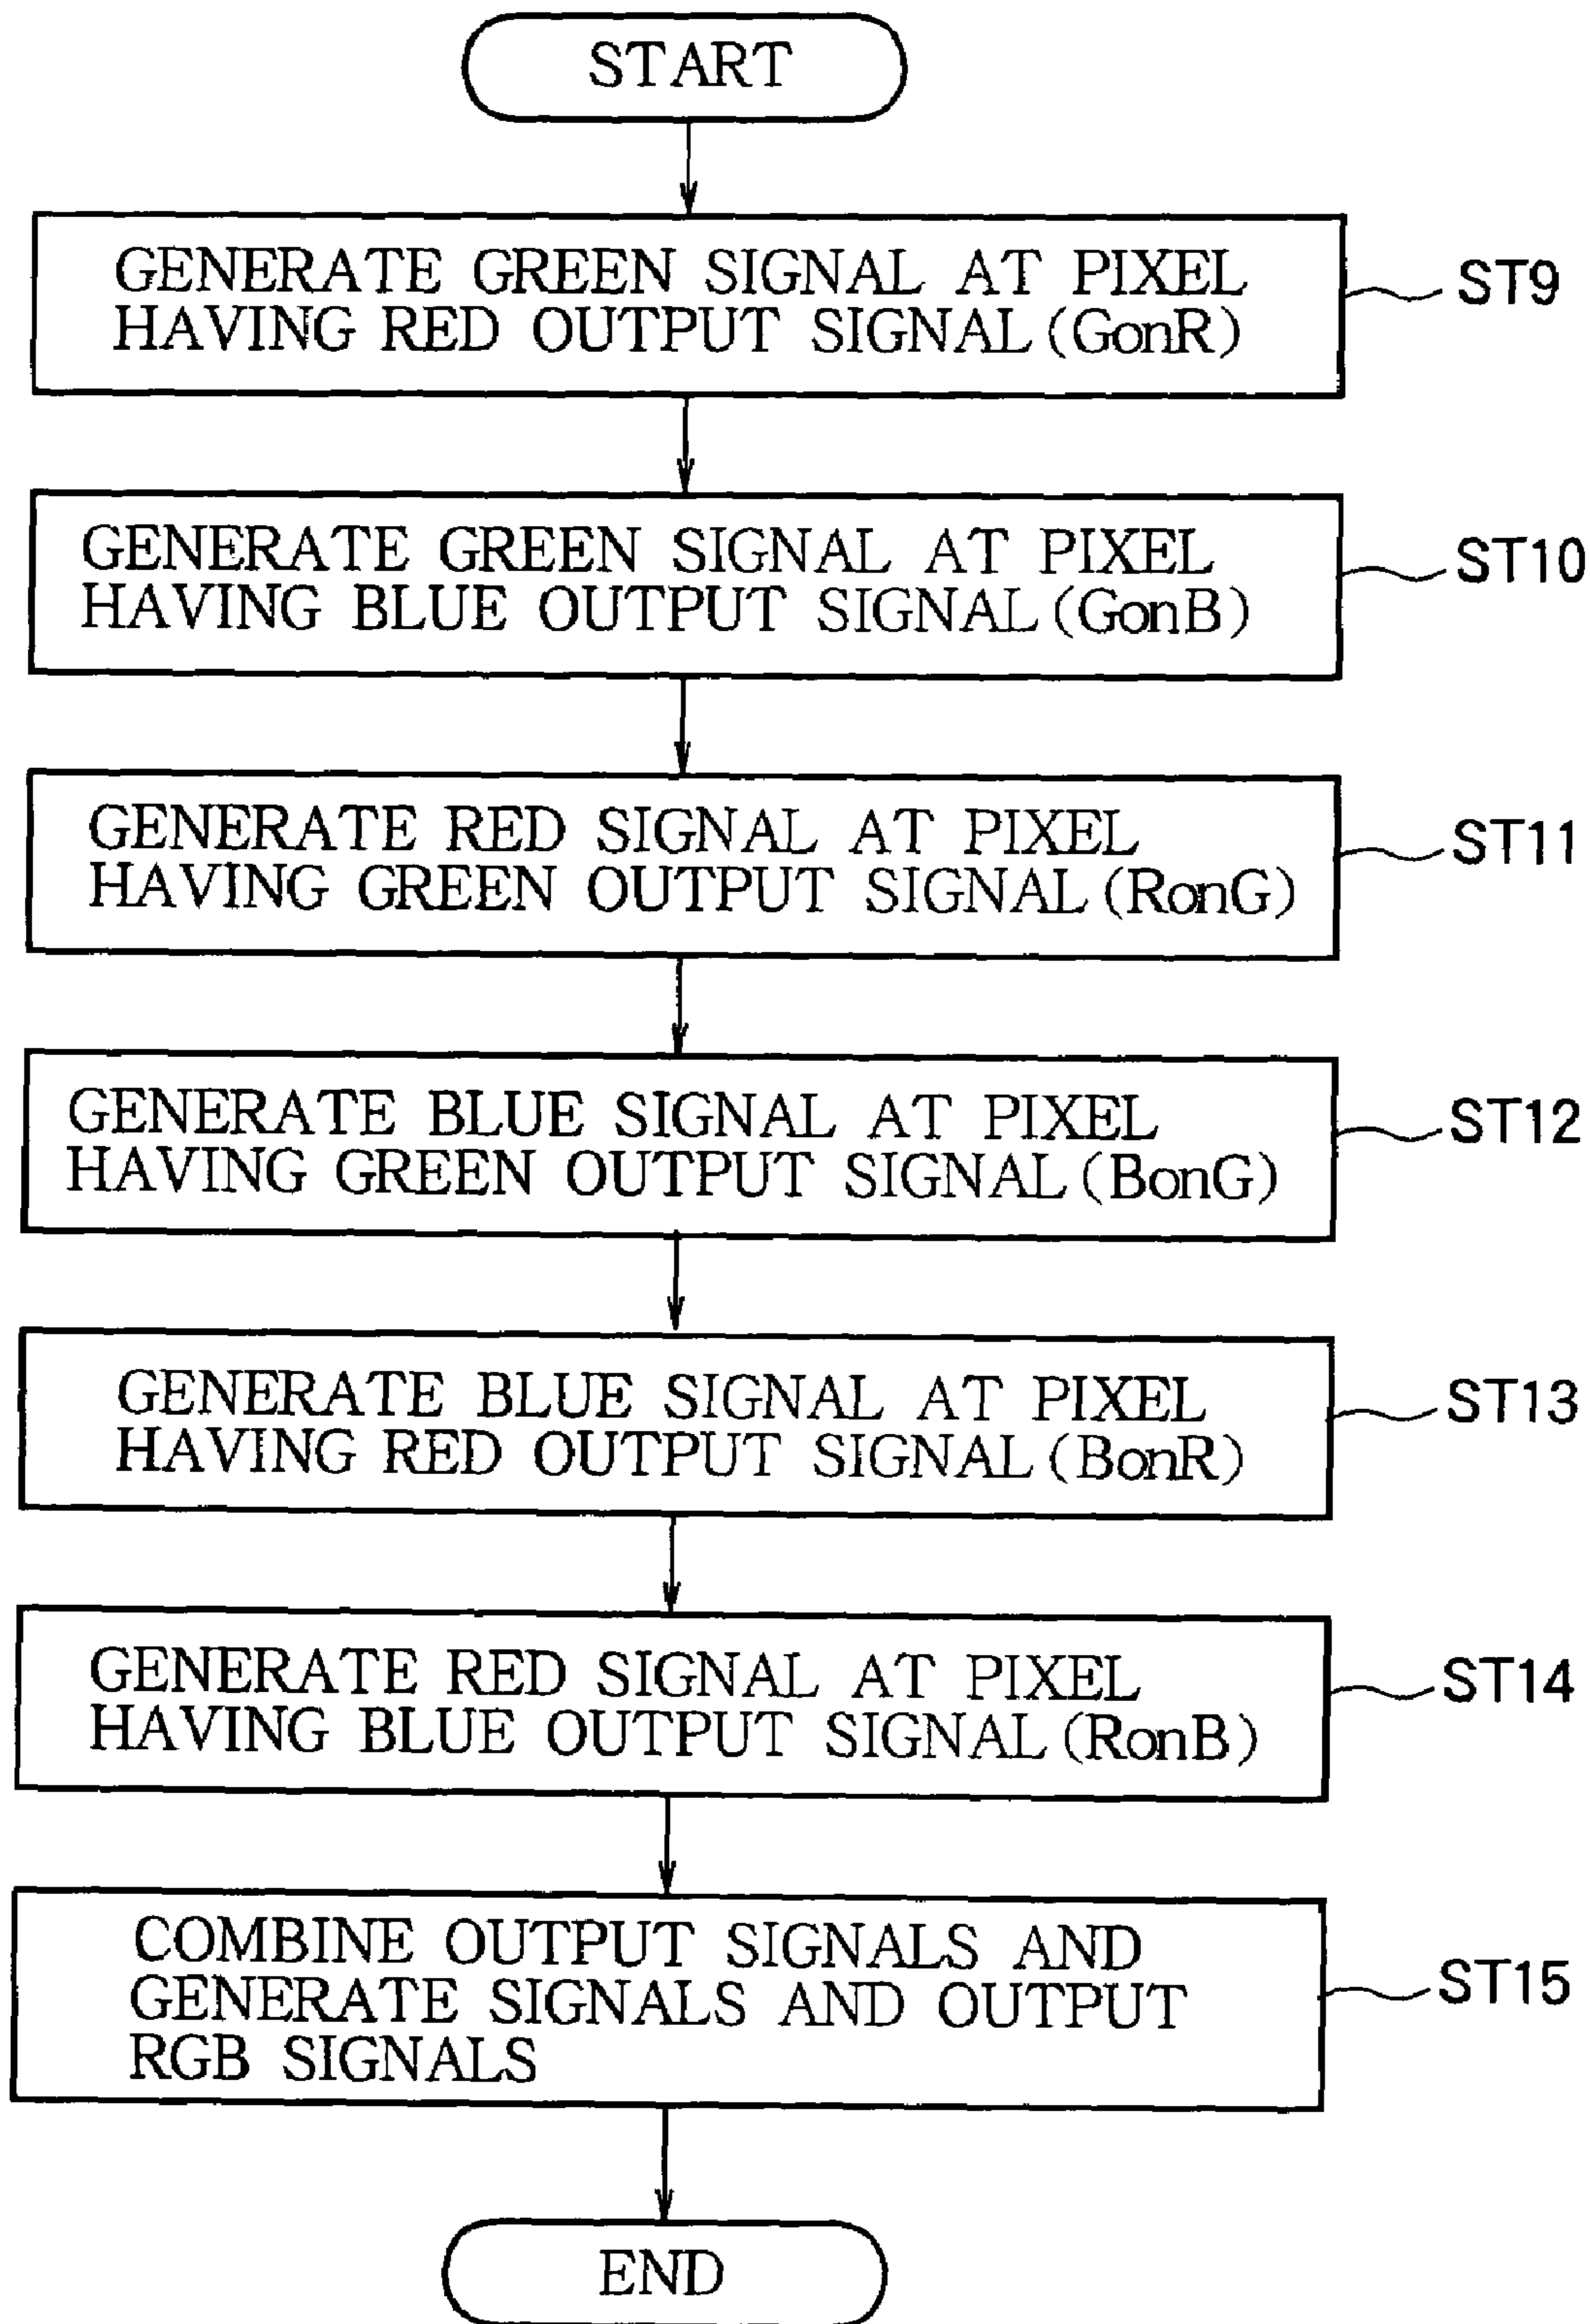 START
GENERATE GREEN SIGNAL AT PIXEL
HAVING RED OUTPUT SIGNAL (GonR)
ST9
GENERATE GREEN SIGNAL AT PIXEL
HAVING BLUE OUTPUT SIGNAL (GonB)
ST10
GENERATE RED SIGNAL AT PIXEL
HAVING GREEN OUTPUT SIGNAL (RonG)
ST11
GENERATE BLUE SIGNAL AT PIXEL
HAVING GREEN OUTPUT SIGNAL (BonG)
ST12
GENERATE BLUE SIGNAL AT PIXEL
HAVING RED OUTPUT SIGNAL (BonR)
ST13
GENERATE RED SIGNAL AT PIXEL
HAVING BLUE OUTPUT SIGNAL (RonB)
ST14
COMBINE OUTPUT SIGNALS AND
GENERATE SIGNALS AND OUTPUT
RGB SIGNALS
ST15
END